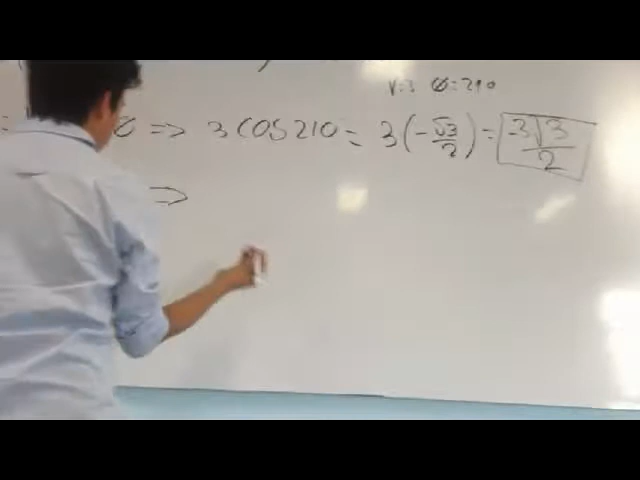 r=3 θ=210
θ ⇒ 3 cos 210 = 3(-√3/2) = -3√3/2
⇒